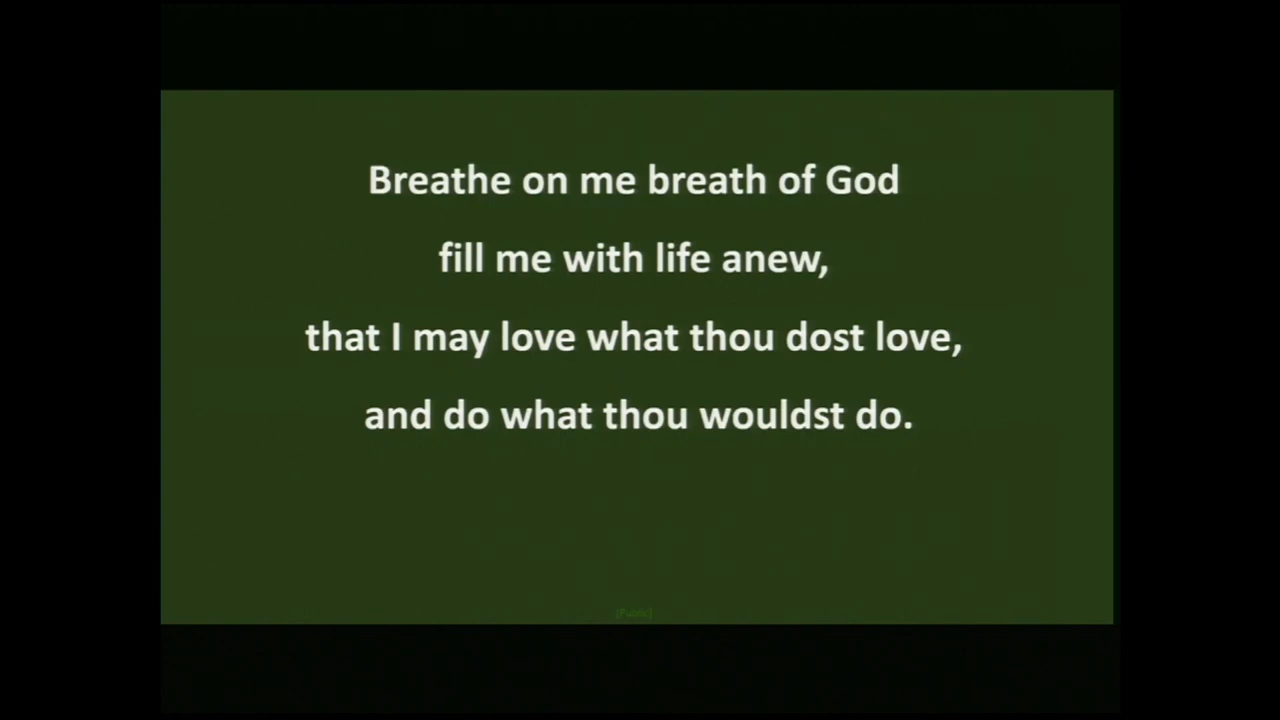 Breathe on me breath of God
fill me with life anew,
that I may love what thou dost love,
and do what thou wouldst do.
[Public]